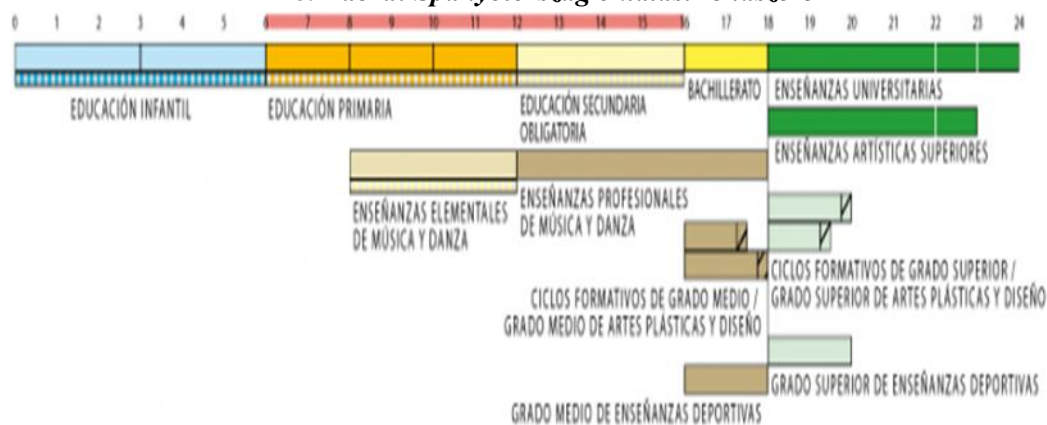 0 1 2 3 4 5 6 7 8 9 10 11 12 13 14 15 16 17 18 19 20 21 22 23 24
EDUCACIÓN INFANTIL
EDUCACIÓN PRIMARIA
EDUCACIÓN SECUNDARIA
OBLIGATORIA
BACHILLERATO
ENSEÑANZAS UNIVERSITARIAS
ENSEÑANZAS ARTÍSTICAS SUPERIORES
ENSEÑANZAS ELEMENTALES
DE MÚSICA Y DANZA
ENSEÑANZAS PROFESIONALES
DE MÚSICA Y DANZA
CICLOS FORMATIVOS DE GRADO MEDIO /
GRADO MEDIO DE ARTES PLÁSTICAS Y DISEÑO
CICLOS FORMATIVOS DE GRADO SUPERIOR /
GRADO SUPERIOR DE ARTES PLÁSTICAS Y DISEÑO
GRADO MEDIO DE ENSEÑANZAS DEPORTIVAS
GRADO SUPERIOR DE ENSEÑANZAS DEPORTIVAS